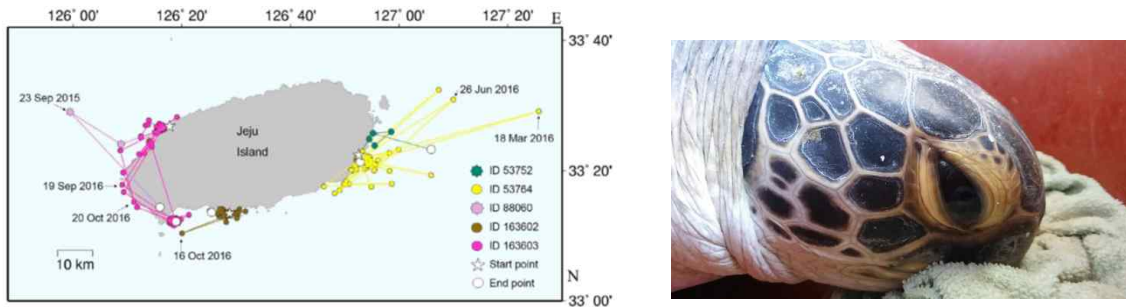 126° 00' 126° 20' 126° 40' 127° 00' 127° 20'
E
33° 40'
23 Sep 2015
26 Jun 2016
18 Mar 2016
Jeju
Island
33° 20'
19 Sep 2016
20 Oct 2016
16 Oct 2016
10 km
ID 53752
ID 53764
ID 88060
ID 163602
ID 163603
Start point
End point
N
33° 00'